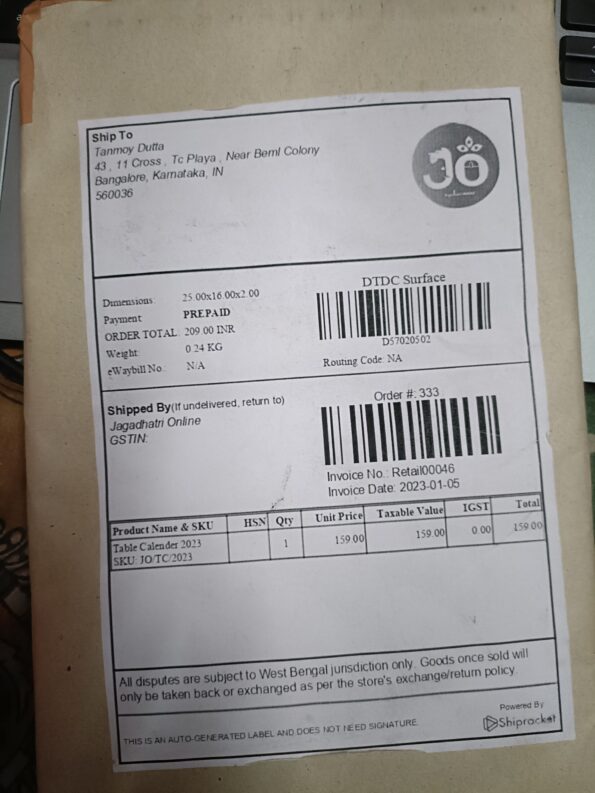 Ship To
Tanmoy Dutta
43 , 11 Cross , Tc Playa , Near Beml Colony
Bangalore, Karnataka, IN
560036
JO
Dimensions: 25.00x16.00x2.00
Payment: PREPAID
ORDER TOTAL: 209.00 INR
Weight: 0.24 KG
eWaybill No.: N/A
DTDC Surface
D57020502
Routing Code: NA
Shipped By(If undelivered, return to)
Jagadhatri Online
GSTIN:
Order #: 333
Invoice No.: Retail00046
Invoice Date: 2023-01-05
Product Name & SKU HSN Qty Unit Price Taxable Value IGST Total
Table Calender 2023 1 159.00 159.00 0.00 159.00
SKU: JO/TC/2023
All disputes are subject to West Bengal jurisdiction only. Goods once sold will
only be taken back or exchanged as per the store's exchange/return policy.
THIS IS AN AUTO-GENERATED LABEL AND DOES NOT NEED SIGNATURE.
Powered By:
Shiprocket